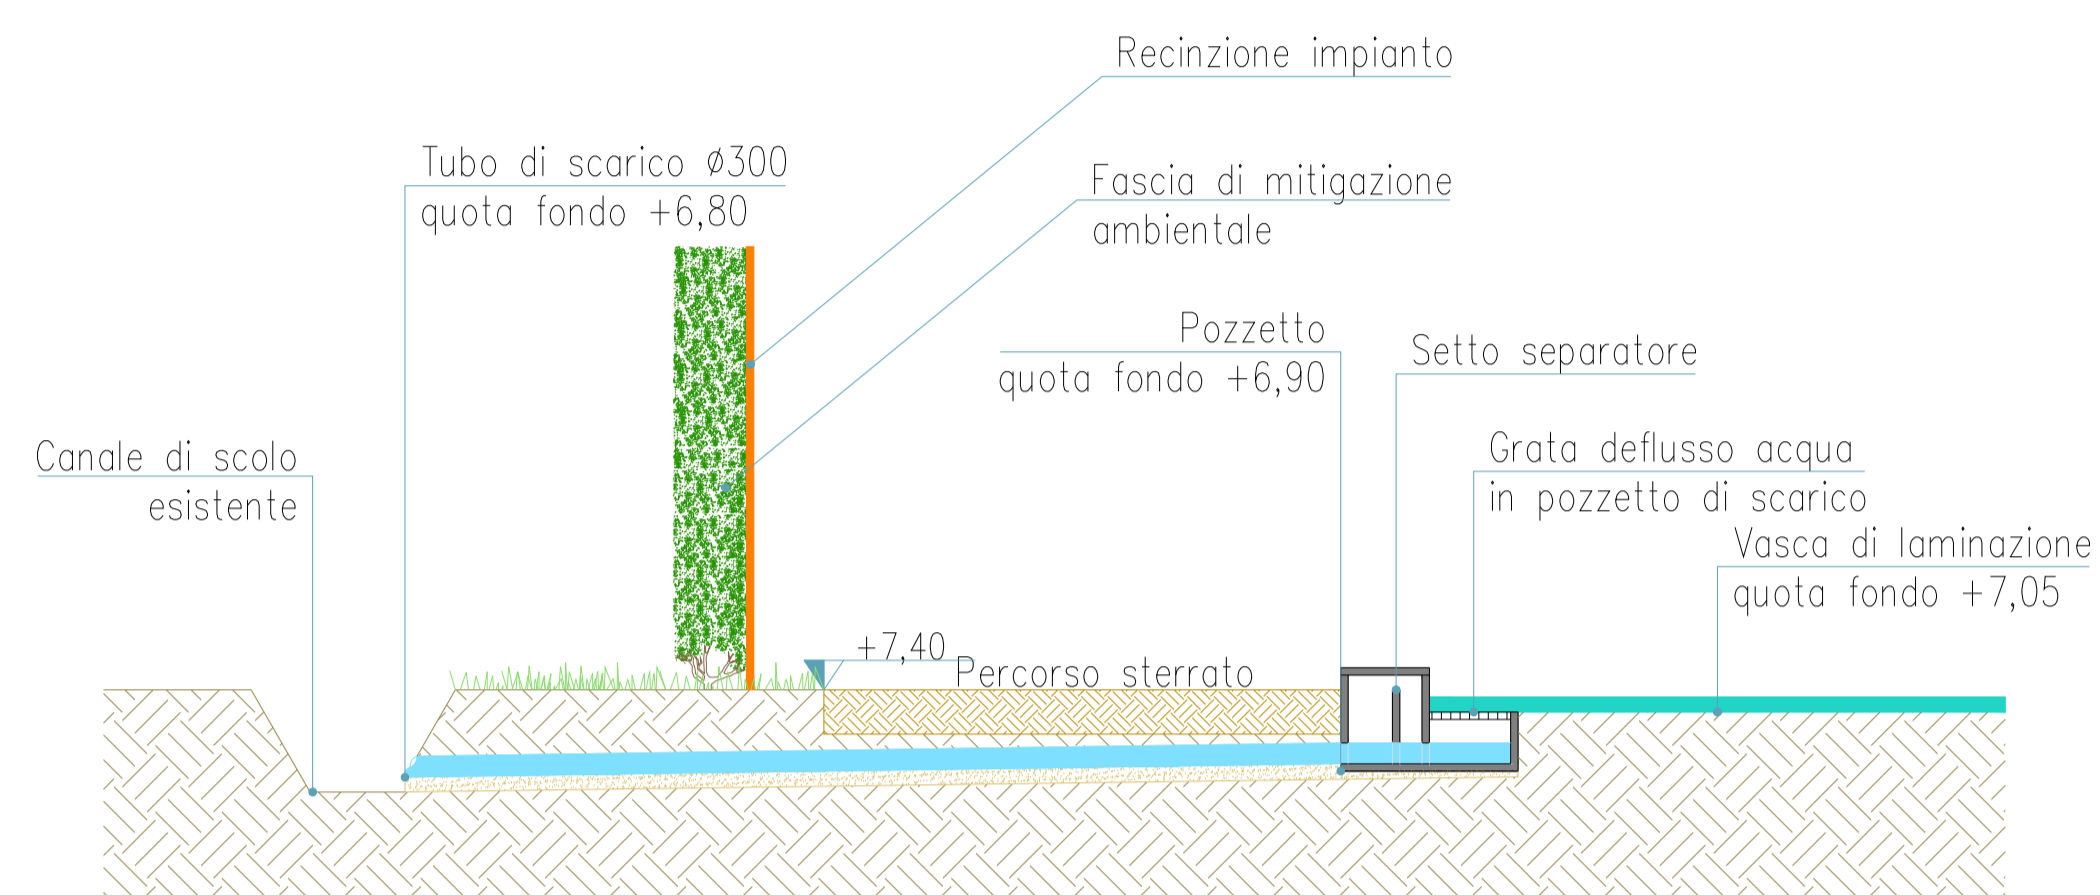 Recinzione impianto
Tubo di scarico ø300
quota fondo +6,80
Fascia di mitigazione
ambientale
Pozzetto
quota fondo +6,90
Setto separatore
Canale di scolo
esistente
Grata deflusso acqua
in pozzetto di scarico
Vasca di laminazione
quota fondo +7,05
+7,40
Percorso sterrato